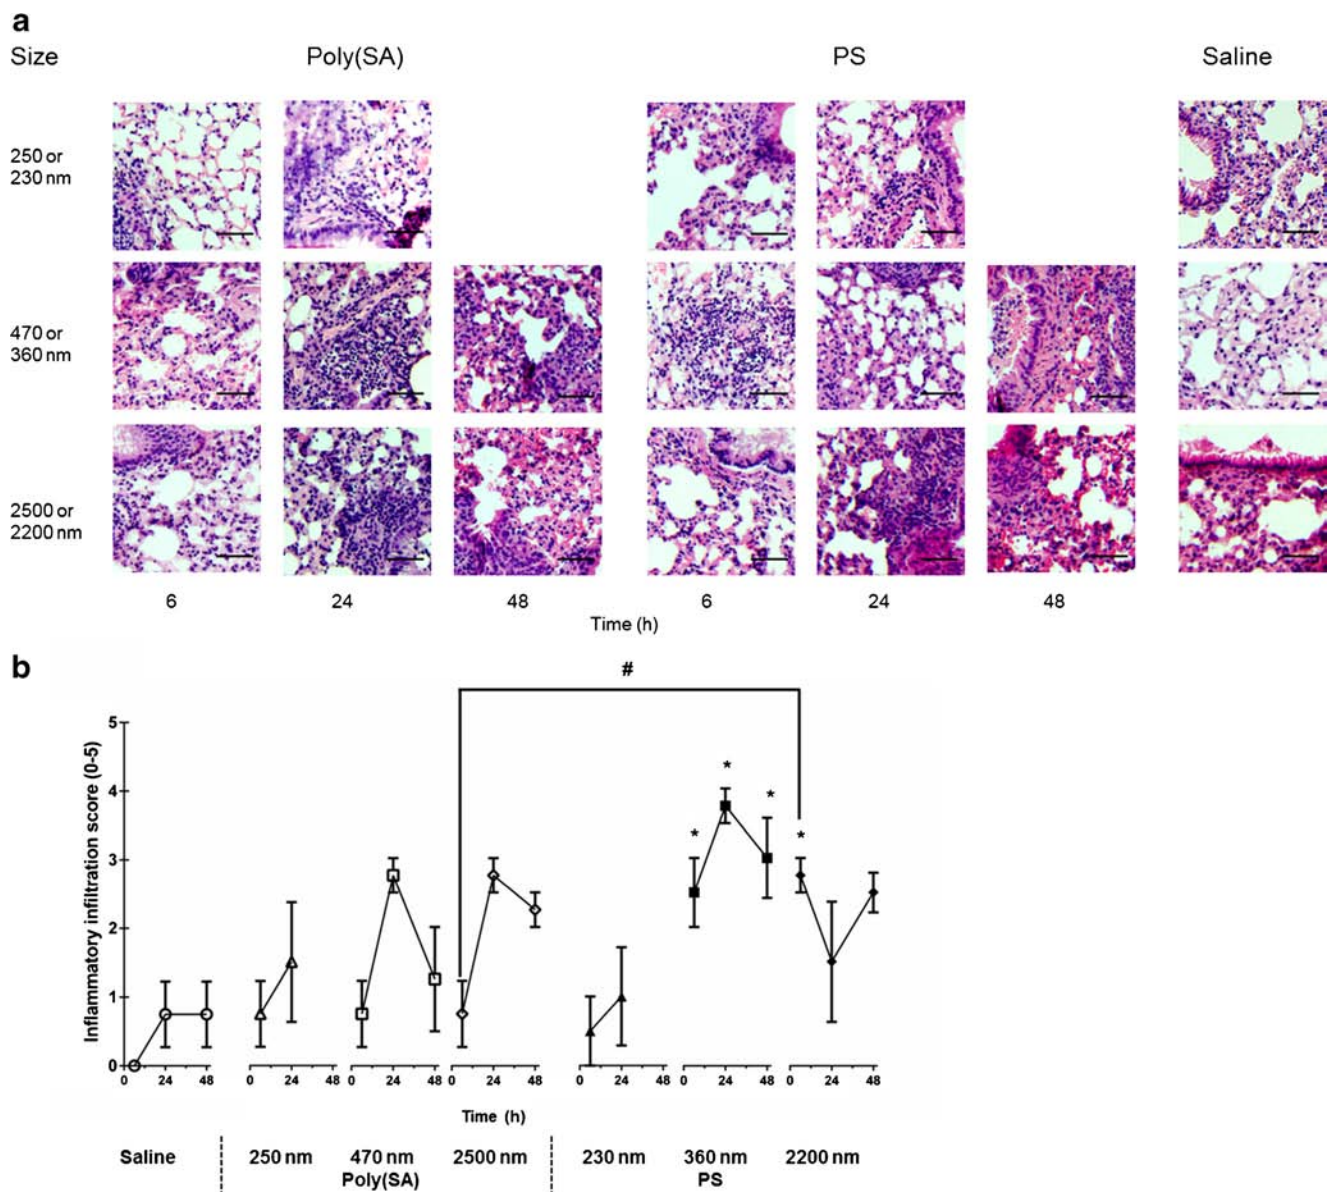 a
Size Poly(SA) PS Saline
250 or
230 nm
470 or
360 nm
2500 or
2200 nm
6 24 48 6 24 48
Time (h)
b
#
Inflammatory infiltration score (0-5)
5
4
3
2
1
0
* * * *
0 24 48 0 24 48 0 24 48 0 24 48 0 24 48 0 24 48 0 24 48
Time (h)
Saline 250 nm 470 nm 2500 nm 230 nm 360 nm 2200 nm
Poly(SA) PS